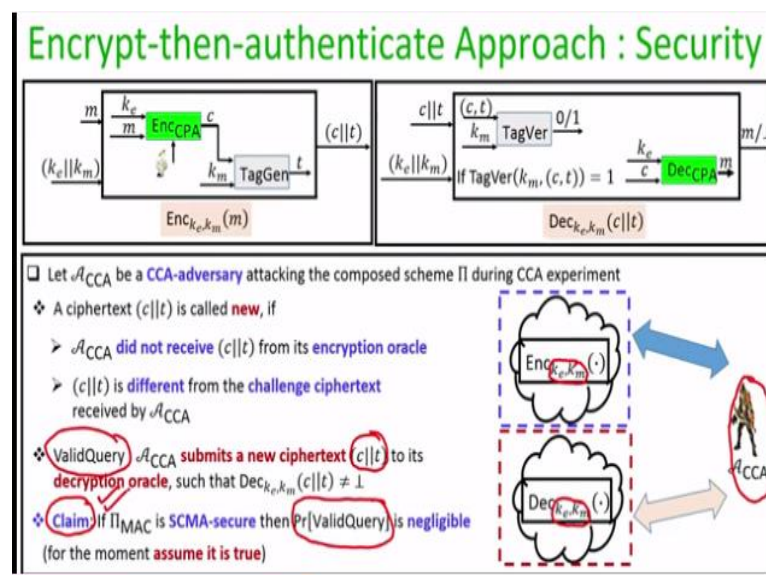 Encrypt-then-authenticate Approach : Security
m
k_e
m
Enc_CPA
c
(k_e||k_m)
k_m
TagGen
t
(c||t)
Enc_{k_e,k_m}(m)
c||t
(c,t)
k_m
TagVer
0/1
(k_e||k_m)
If TagVer(k_m,(c,t)) = 1
k_e
c
Dec_CPA
m
m/⊥
Dec_{k_e,k_m}(c||t)
❑ Let 𝒜_CCA be a CCA-adversary attacking the composed scheme Π during CCA experiment
❖ A ciphertext (c||t) is called new, if
➢ 𝒜_CCA did not receive (c||t) from its encryption oracle
➢ (c||t) is different from the challenge ciphertext
received by 𝒜_CCA
❖ ValidQuery: 𝒜_CCA submits a new ciphertext (c||t) to its
decryption oracle, such that Dec_{k_e,k_m}(c||t) ≠ ⊥
❖ Claim: If Π_MAC is SCMA-secure then Pr[ValidQuery] is negligible
(for the moment assume it is true)
Enc_{k_e,k_m}(·)
Dec_{k_e,k_m}(·)
𝒜_CCA